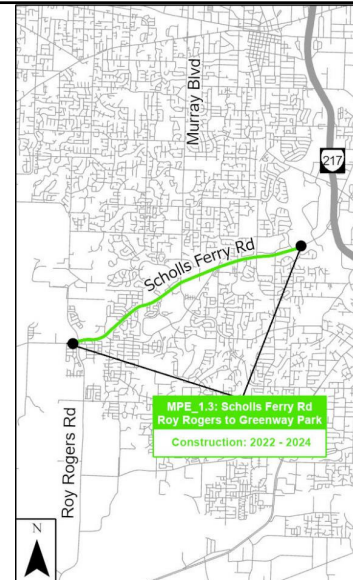 Murray Blvd
217
Scholls Ferry Rd
MPE_1.3: Scholls Ferry Rd
Roy Rogers to Greenway Park
Construction: 2022 - 2024
Roy Rogers Rd
N